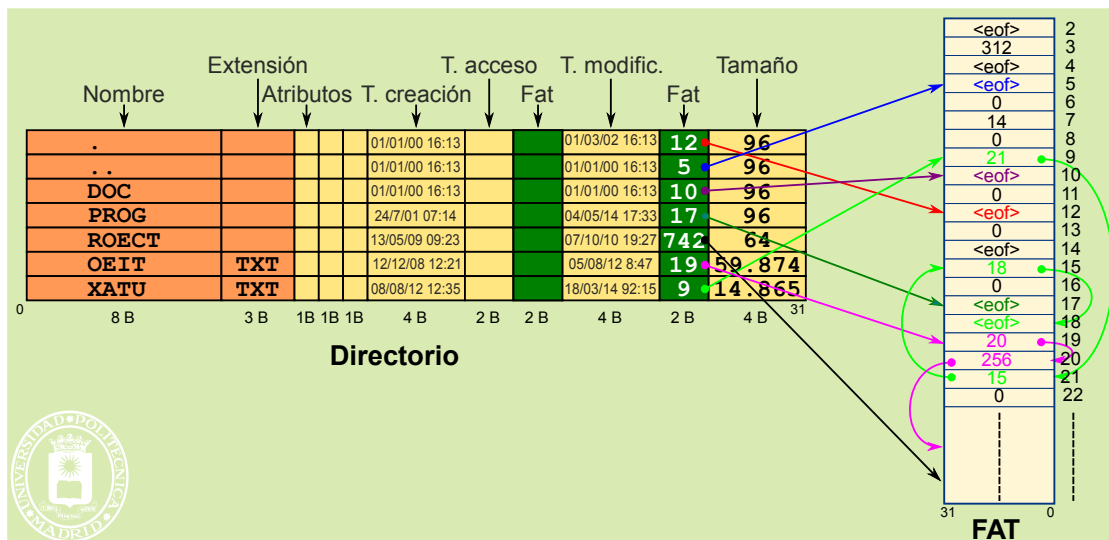 Extensión T. acceso T. modific. Tamaño
Nombre Atributos T. creación Fat Fat
. 01/01/00 16:13 01/03/02 16:13 12 96
.. 01/01/00 16:13 01/01/00 16:13 5 96
DOC 01/01/00 16:13 01/01/00 16:13 10 96
PROG 24/7/01 07:14 04/05/14 17:33 17 96
ROECT 13/05/09 09:23 07/10/10 19:27 742 64
OEIT TXT 12/12/08 12:21 05/08/12 8:47 19 59.874
XATU TXT 08/08/12 12:35 18/03/14 92:15 9 14.865
0 31
8 B 3 B 1B 1B 1B 4 B 2 B 2 B 4 B 2 B 4 B
Directorio
<eof> 2
312 3
<eof> 4
<eof> 5
0 6
14 7
0 8
21 9
<eof> 10
0 11
<eof> 12
0 13
<eof> 14
18 15
0 16
<eof> 17
<eof> 18
20 19
256 20
15 21
0 22
31 0
FAT
UNIVERSIDAD POLITECNICA
MADRID